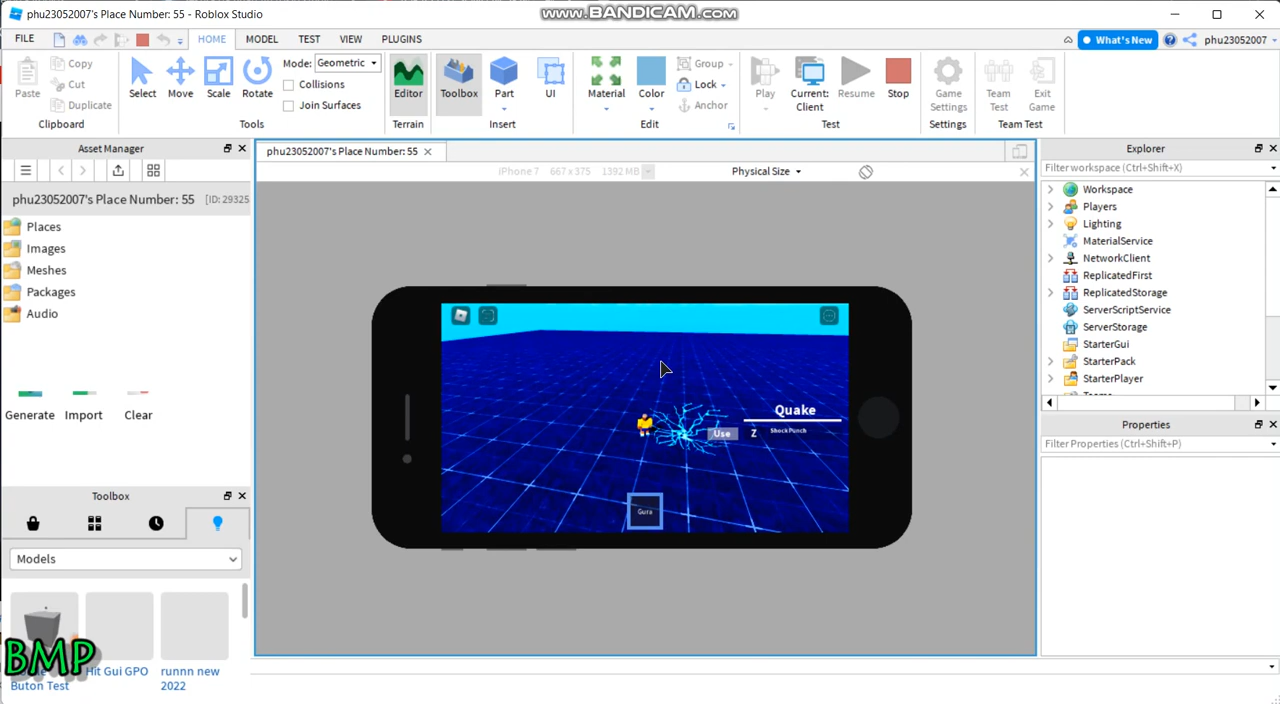 phu23052007's Place Number: 55 - Roblox Studio
www.BANDICAM.com
FILE
HOME
MODEL
TEST
VIEW
PLUGINS
What's New
phu23052007
Paste
Copy
Cut
Duplicate
Clipboard
Select
Move
Scale
Rotate
Mode:
Geometric
Collisions
Join Surfaces
Tools
Editor
Terrain
Toolbox
Part
UI
Insert
Material
Color
Group
Lock
Anchor
Edit
Play
Current:
Client
Resume
Stop
Test
Game
Settings
Settings
Team
Test
Exit
Game
Team Test
Asset Manager
phu23052007's Place Number: 55
[ID: 29325
Places
Images
Meshes
Packages
Audio
Generate
Import
Clear
Toolbox
Models
Buton Test
Hit Gui GPO
runnn new
2022
BMP
phu23052007's Place Number: 55
iPhone 7
667 x 375
1392 MB
Physical Size
Quake
Use
Z
ShockPunch
Gura
Explorer
Filter workspace (Ctrl+Shift+X)
Workspace
Players
Lighting
MaterialService
NetworkClient
ReplicatedFirst
ReplicatedStorage
ServerScriptService
ServerStorage
StarterGui
StarterPack
StarterPlayer
Properties
Filter Properties (Ctrl+Shift+P)